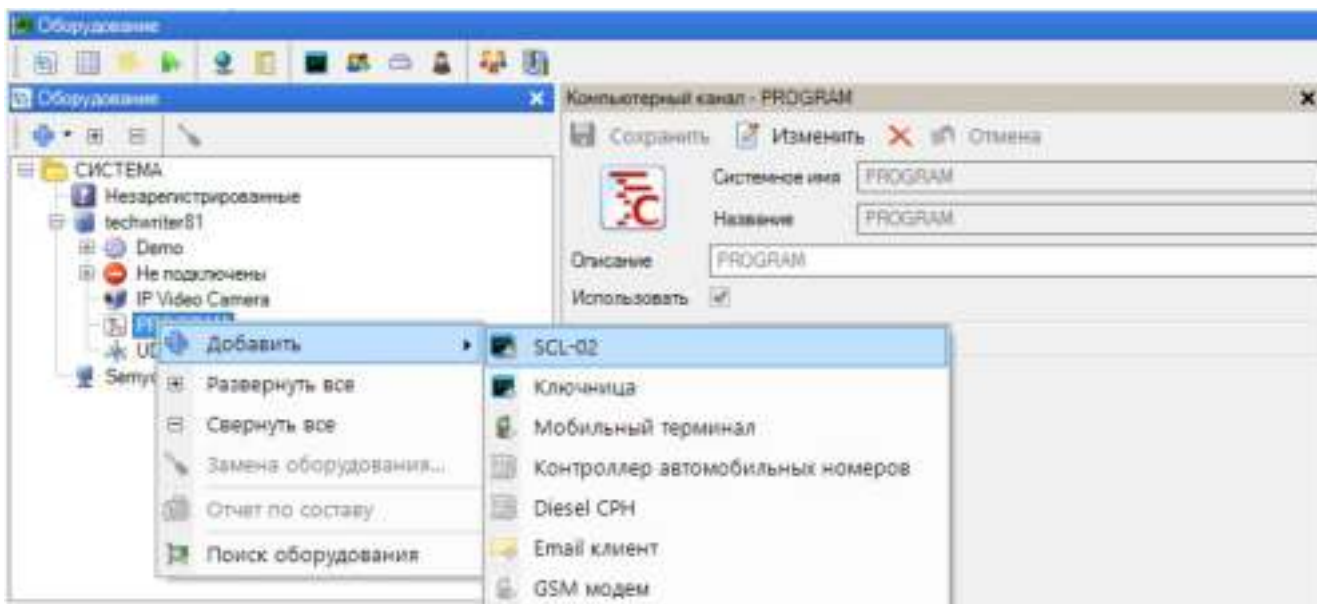 Оборудование
Оборудование
СИСТЕМА
Незарегистрированные
techwriter81
Demo
Не подключены
IP Video Camera
Semy
Добавить
Развернуть все
Свернуть все
Замена оборудования...
Отчет по составу
Поиск оборудования
SCL-02
Ключница
Мобильный терминал
Контроллер автомобильных номеров
Diesel CPH
Email клиент
GSM модем
Компьютерный канал - PROGRAM
Сохранить Изменить Отмена
Системное имя PROGRAM
Название PROGRAM
Описание PROGRAM
Использовать